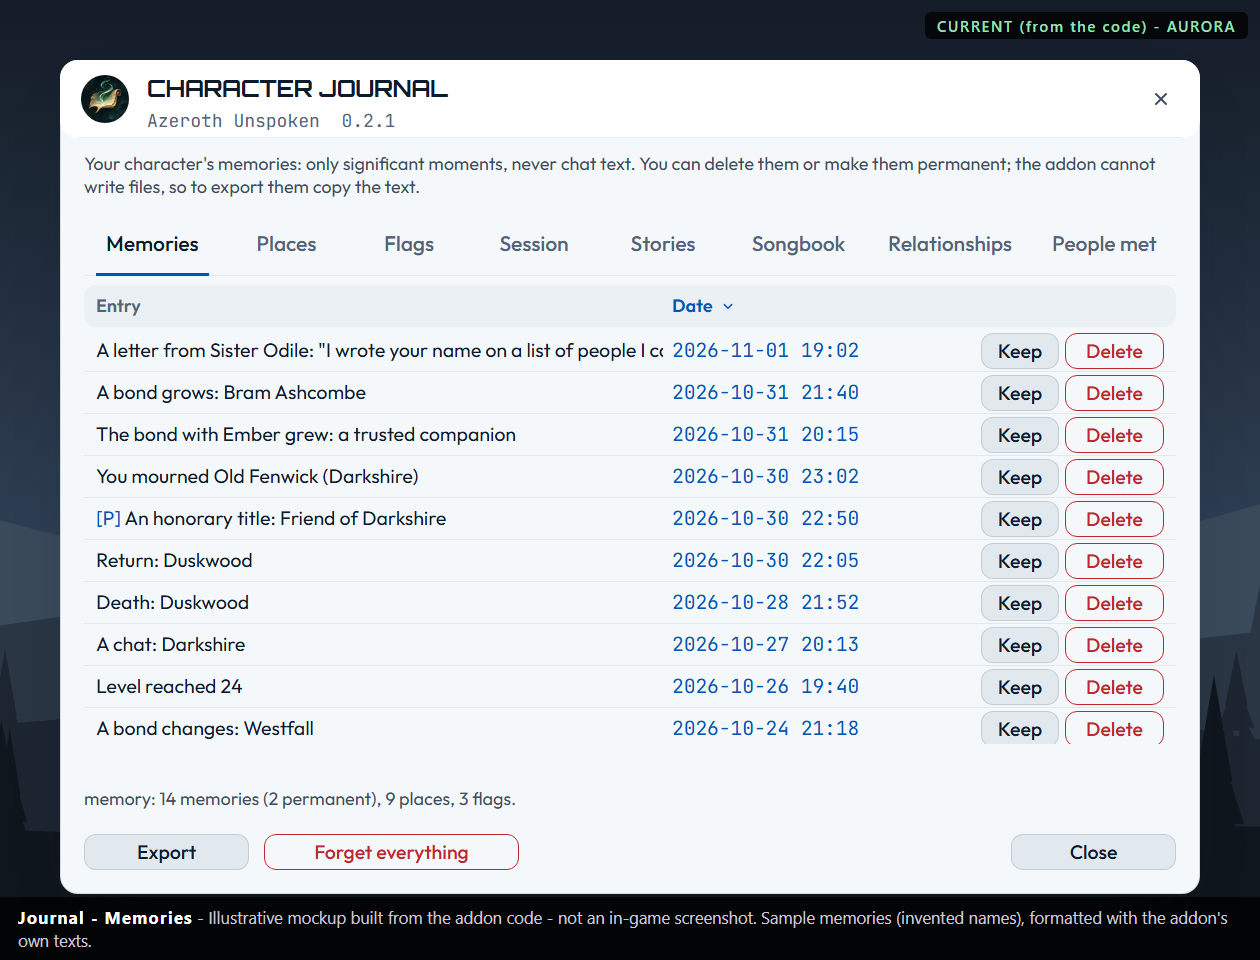 CURRENT (from the code) - AURORA
CHARACTER JOURNAL
Azeroth Unspoken 0.2.1
Your character's memories: only significant moments, never chat text. You can delete them or make them permanent; the addon cannot
write files, so to export them copy the text.
Memories Places Flags Session Stories Songbook Relationships People met
Entry Date
A letter from Sister Odile: "I wrote your name on a list of people I 2026-11-01 19:02 Keep Delete
A bond grows: Bram Ashcombe 2026-10-31 21:40 Keep Delete
The bond with Ember grew: a trusted companion 2026-10-31 20:15 Keep Delete
You mourned Old Fenwick (Darkshire) 2026-10-30 23:02 Keep Delete
[P] An honorary title: Friend of Darkshire 2026-10-30 22:50 Keep Delete
Return: Duskwood 2026-10-30 22:05 Keep Delete
Death: Duskwood 2026-10-28 21:52 Keep Delete
A chat: Darkshire 2026-10-27 20:13 Keep Delete
Level reached 24 2026-10-26 19:40 Keep Delete
A bond changes: Westfall 2026-10-24 21:18 Keep Delete
memory: 14 memories (2 permanent), 9 places, 3 flags.
Export Forget everything Close
Journal - Memories - Illustrative mockup built from the addon code - not an in-game screenshot. Sample memories (invented names), formatted with the addon's
own texts.